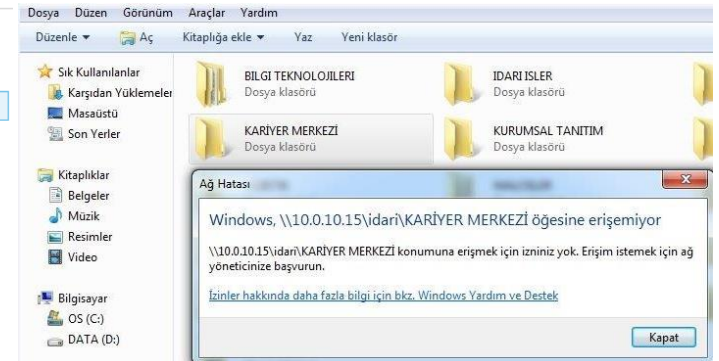 Dosya Düzen Görünüm Araçlar Yardım
Düzenle Aç Kitaplığa ekle Yaz Yeni klasör
Sık Kullanılanlar
Karşıdan Yüklemeler
Masaüstü
Son Yerler
Kitaplıklar
Belgeler
Müzik
Resimler
Video
Bilgisayar
OS (C:)
DATA (D:)
BILGI TEKNOLOJILERI
Dosya klasörü
IDARI ISLER
Dosya klasörü
KARİYER MERKEZİ
Dosya klasörü
KURUMSAL TANITIM
Dosya klasörü
Ağ Hatası
Windows, \\10.0.10.15\idari\KARİYER MERKEZİ öğesine erişemiyor
\\10.0.10.15\idari\KARİYER MERKEZİ konumuna erişmek için izniniz yok. Erişim istemek için ağ
yöneticinize başvurun.
İzinler hakkında daha fazla bilgi için bkz. Windows Yardım ve Destek
Kapat